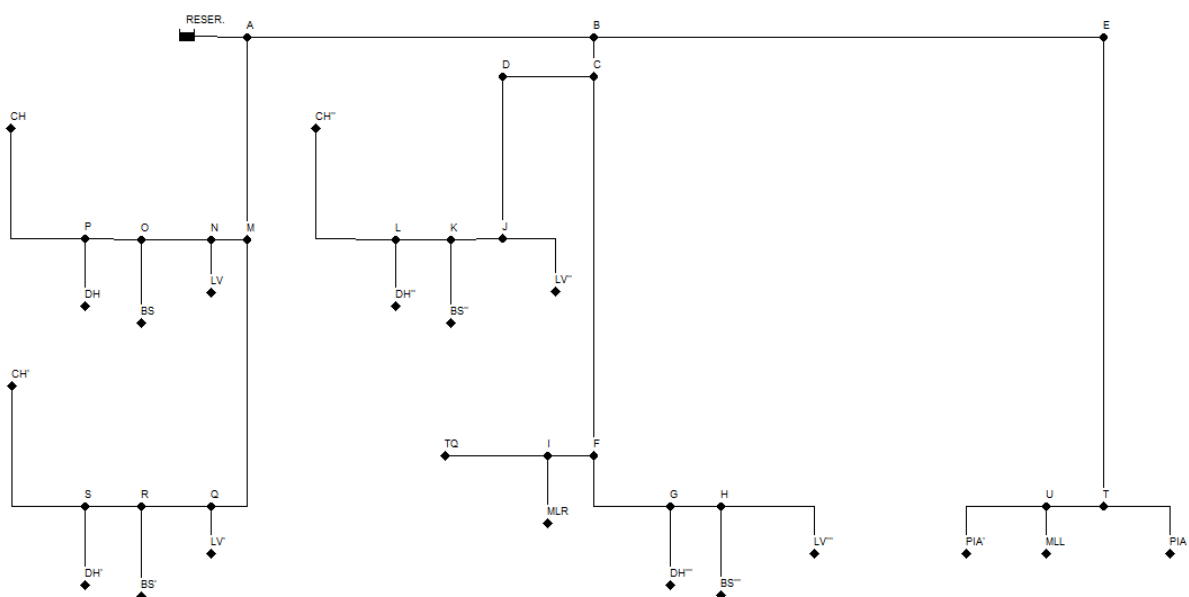 RESER.
A
B
E
D
C
CH
CH''
P
O
N
M
L
K
J
LV
LV''
DH
DH''
BS
BS''
CH'
TQ
I
F
S
R
Q
G
H
U
T
MLR
LV'
LV'''
PIA'
MLL
PIA
DH'
BS'
DH'''
BS'''